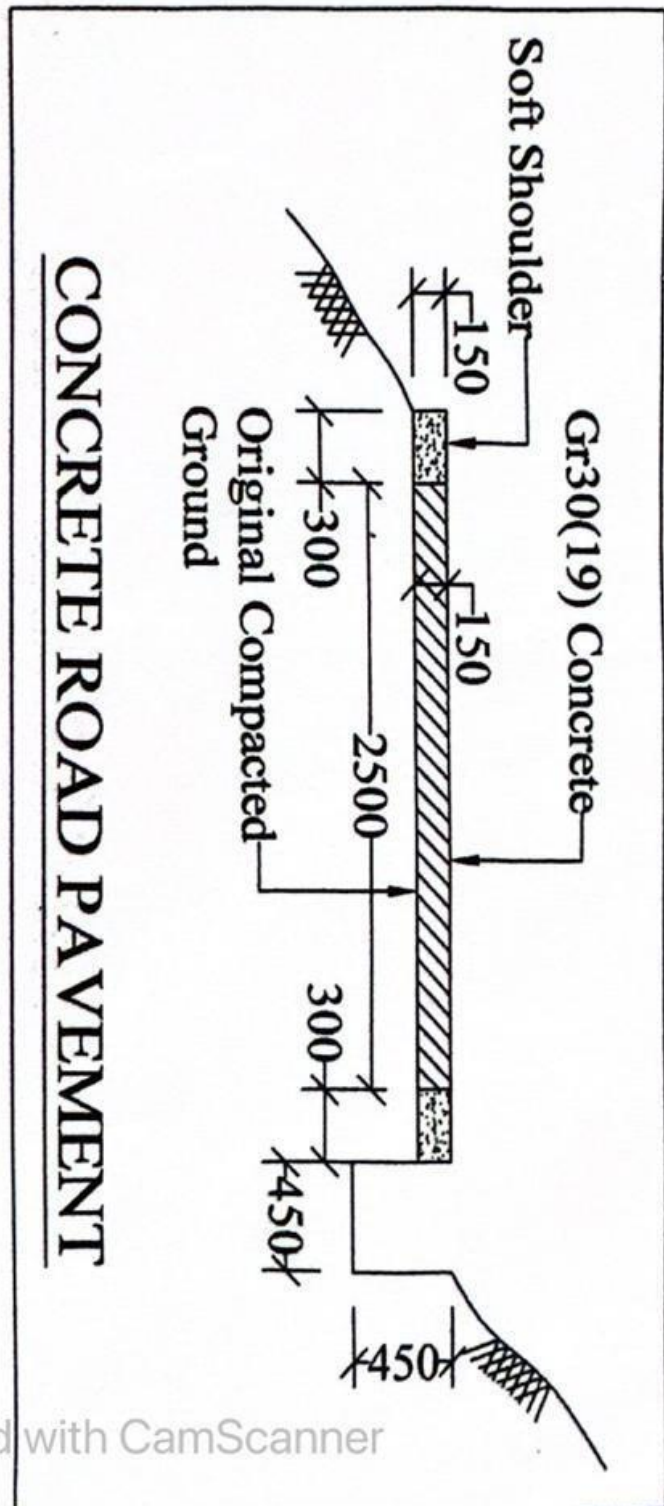 Gr30(19) Concrete
Soft Shoulder
150
150
300
2500
300
450
450
Original Compacted
Ground
CONCRETE ROAD PAVEMENT
with CamScanner